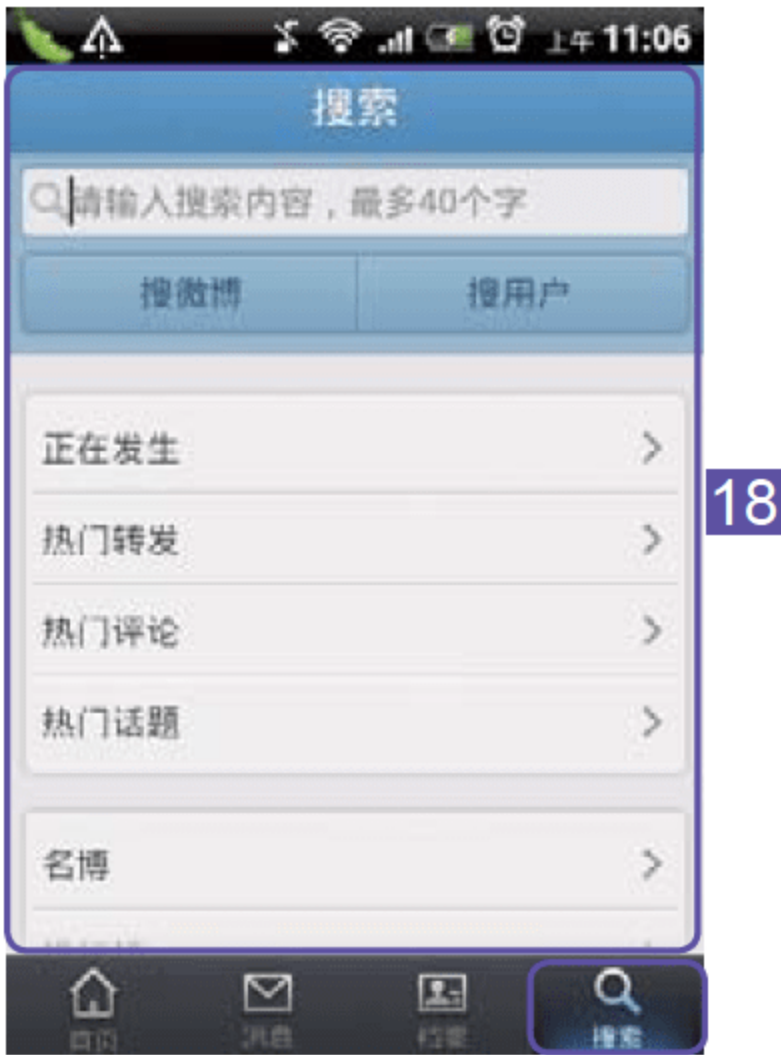 上午 11:06
搜索
请输入搜索内容，最多40个字
搜微博 搜用户
正在发生
热门转发
18
热门评论
热门话题
名博
首页 消息 档案 搜索